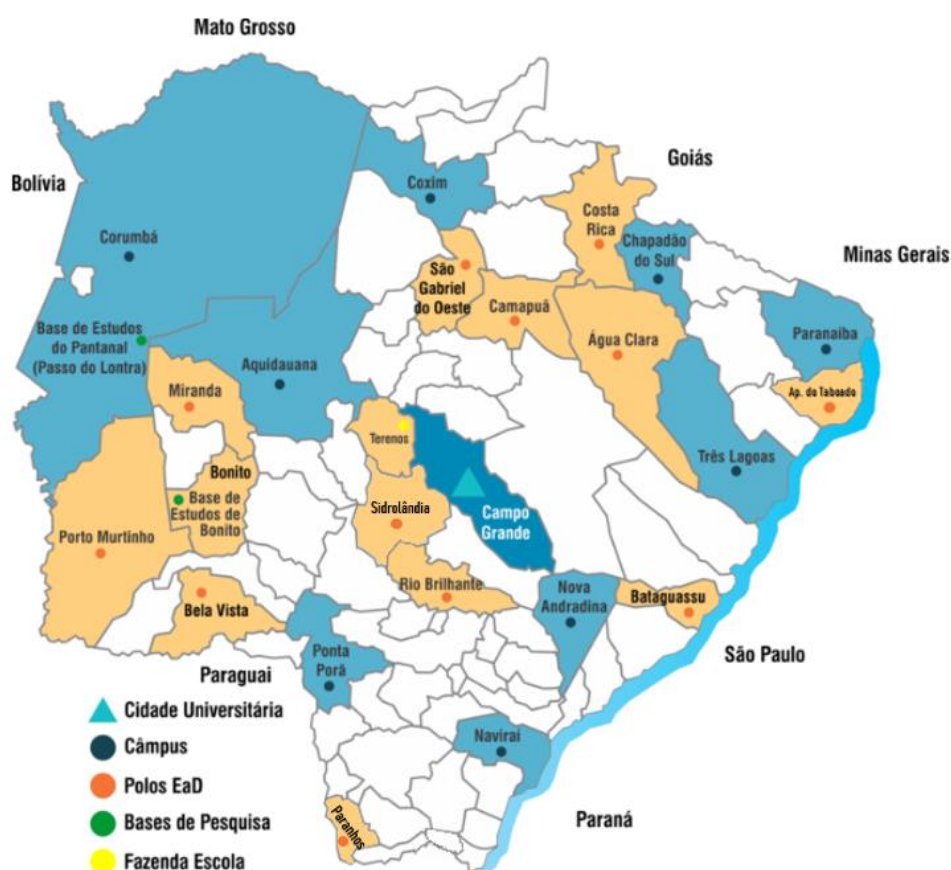 Mato Grosso
Goiás
Bolívia
Minas Gerais
Coxim
Costa
Rica
Chapadão
do Sul
Corumbá
São
Gabriel
do Oeste
Camapuã
Base de Estudos
do Pantanal
(Passo do Lontra)
Água Clara
Paranaíba
Aquidauana
Miranda
Ap. do Taboado
Terenos
Três Lagoas
Bonito
Base de
Estudos de
Bonito
Sidrolândia
Campo
Grande
Porto Murtinho
Rio Brilhante
Nova
Andradina
Bataguassu
Bela Vista
São Paulo
Ponta
Porã
Paraguai
Cidade Universitária
Câmpus
Naviraí
Polos EaD
Bases de Pesquisa
Paraná
Paranhos
Fazenda Escola